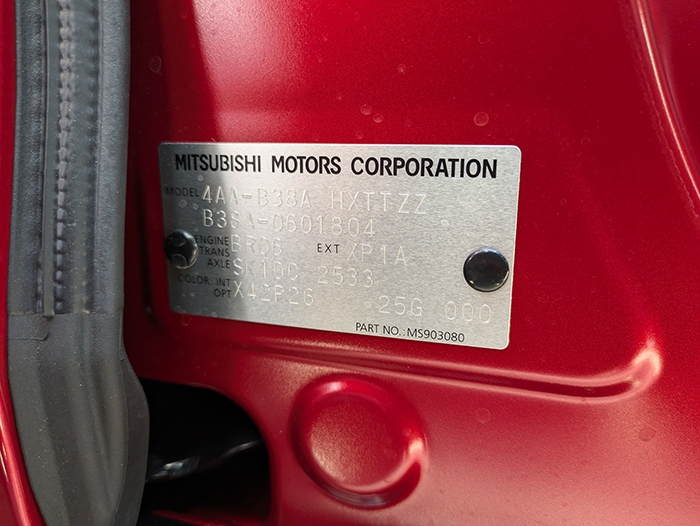 MITSUBISHI MOTORS CORPORATION
MODEL 4AA-B38A HXTTZZ
B38A-0601804
ENGINE BR06 EXT XP1A
TRANS
AXLE 2533
COLOR. INT
OPT X42P26 25G 000
PART NO.:MS903080